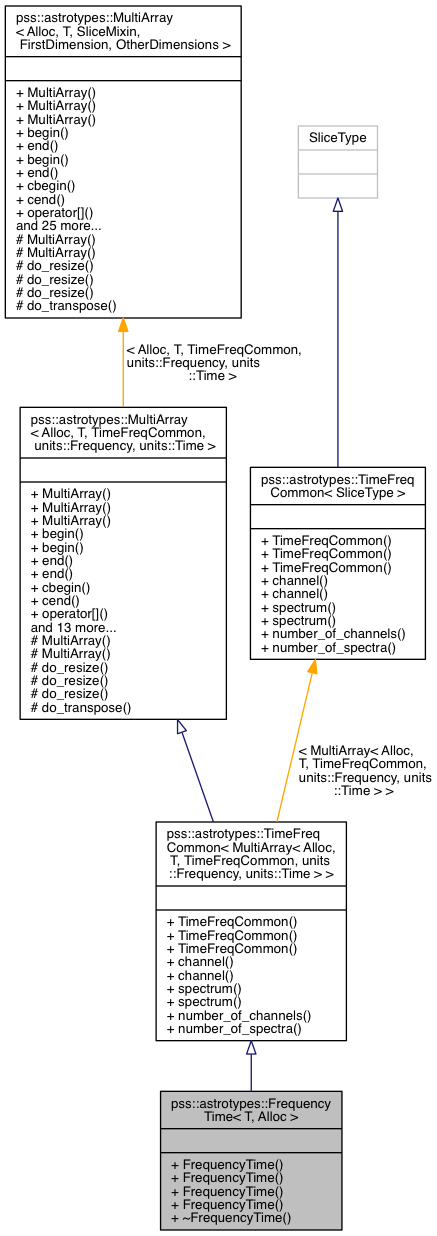 pss::astrotypes::MultiArray
< Alloc, T, SliceMixin,
FirstDimension, OtherDimensions >
+ MultiArray()
+ MultiArray()
+ MultiArray()
+ begin()
+ end()
+ begin()
+ end()
+ cbegin()
+ cend()
+ operator[]()
and 25 more...
# MultiArray()
# MultiArray()
# do_resize()
# do_resize()
# do_resize()
# do_transpose()
SliceType
< Alloc, T, TimeFreqCommon,
units::Frequency, units
::Time >
pss::astrotypes::MultiArray
< Alloc, T, TimeFreqCommon,
units::Frequency, units::Time >
+ MultiArray()
+ MultiArray()
+ MultiArray()
+ begin()
+ begin()
+ end()
+ end()
+ cbegin()
+ cend()
+ operator[]()
and 13 more...
# MultiArray()
# MultiArray()
# do_resize()
# do_resize()
# do_resize()
# do_transpose()
pss::astrotypes::TimeFreq
Common< SliceType >
+ TimeFreqCommon()
+ TimeFreqCommon()
+ TimeFreqCommon()
+ channel()
+ channel()
+ spectrum()
+ spectrum()
+ number_of_channels()
+ number_of_spectra()
< MultiArray< Alloc,
T, TimeFreqCommon,
units::Frequency, units
::Time > >
pss::astrotypes::TimeFreq
Common< MultiArray< Alloc,
T, TimeFreqCommon, units
::Frequency, units::Time > >
+ TimeFreqCommon()
+ TimeFreqCommon()
+ TimeFreqCommon()
+ channel()
+ channel()
+ spectrum()
+ spectrum()
+ number_of_channels()
+ number_of_spectra()
pss::astrotypes::Frequency
Time< T, Alloc >
+ FrequencyTime()
+ FrequencyTime()
+ FrequencyTime()
+ FrequencyTime()
+ ~FrequencyTime()